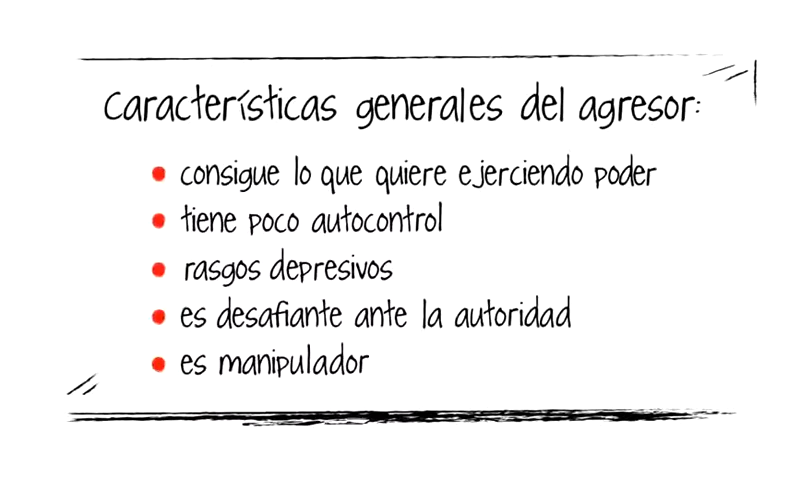 Características generales del agresor:
• consigue lo que quiere ejerciendo poder
• tiene poco autocontrol
• rasgos depresivos
• es desafiante ante la autoridad
• es manipulador